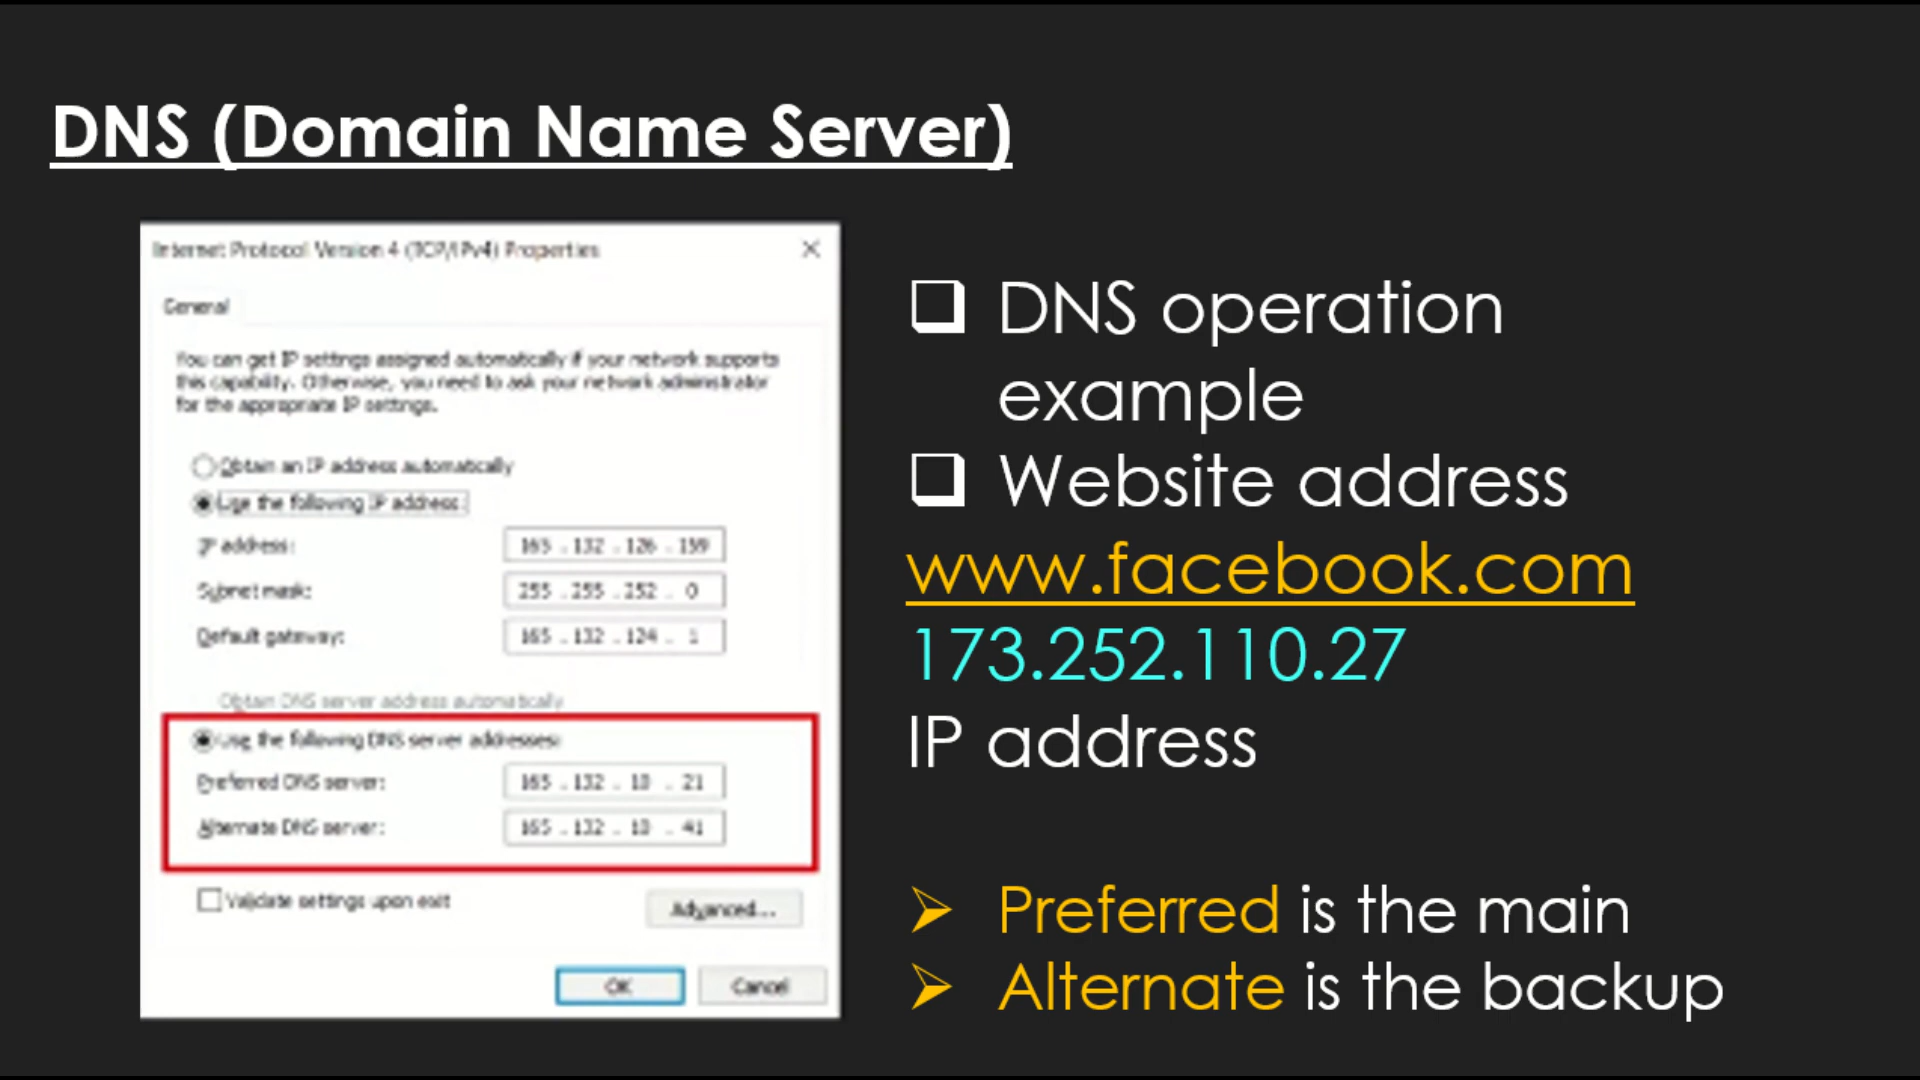 DNS (Domain Name Server)
Internet Protocol Version 4 (TCP/IPv4) Properties
General
You can get IP settings assigned automatically if your network supports
this capability. Otherwise, you need to ask your network administrator
for the appropriate IP settings.
Obtain an IP address automatically
Use the following IP address:
IP address: 165 . 132 . 126 . 159
Subnet mask: 255 . 255 . 252 . 0
Default gateway: 165 . 132 . 124 . 1
Obtain DNS server address automatically
Use the following DNS server addresses:
Preferred DNS server: 165 . 132 . 10 . 21
Alternate DNS server: 165 . 132 . 10 . 41
Validate settings upon exit
Advanced...
OK Cancel
DNS operation
example
Website address
www.facebook.com
173.252.110.27
IP address
Preferred is the main
Alternate is the backup